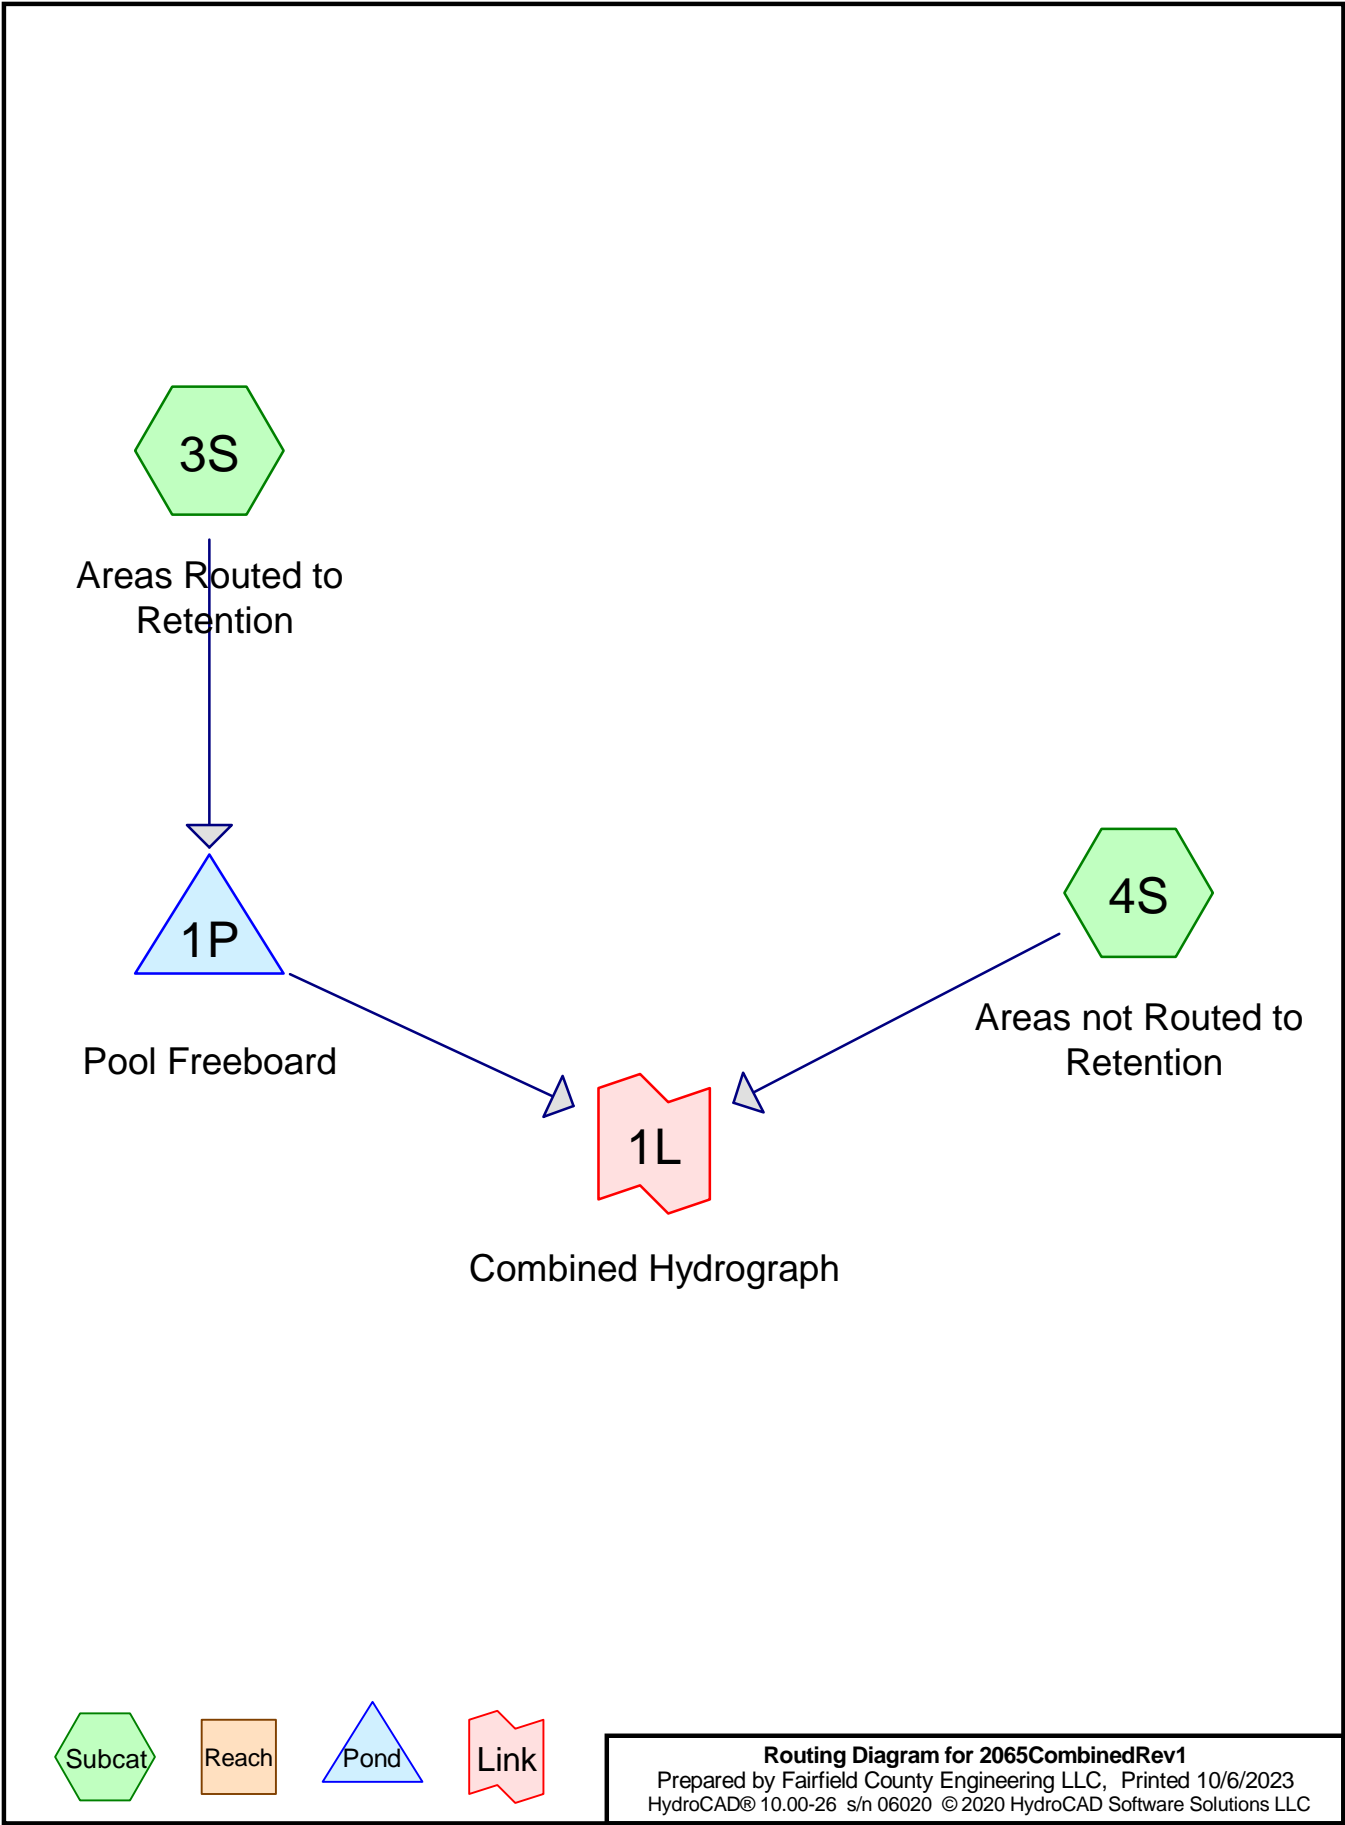 3S
Areas Routed to
Retention
1P
Pool Freeboard
4S
Areas not Routed to
Retention
1L
Combined Hydrograph
Subcat
Reach
Pond
Link
Routing Diagram for 2065CombinedRev1
Prepared by Fairfield County Engineering LLC, Printed 10/6/2023
HydroCAD® 10.00-26 s/n 06020 © 2020 HydroCAD Software Solutions LLC